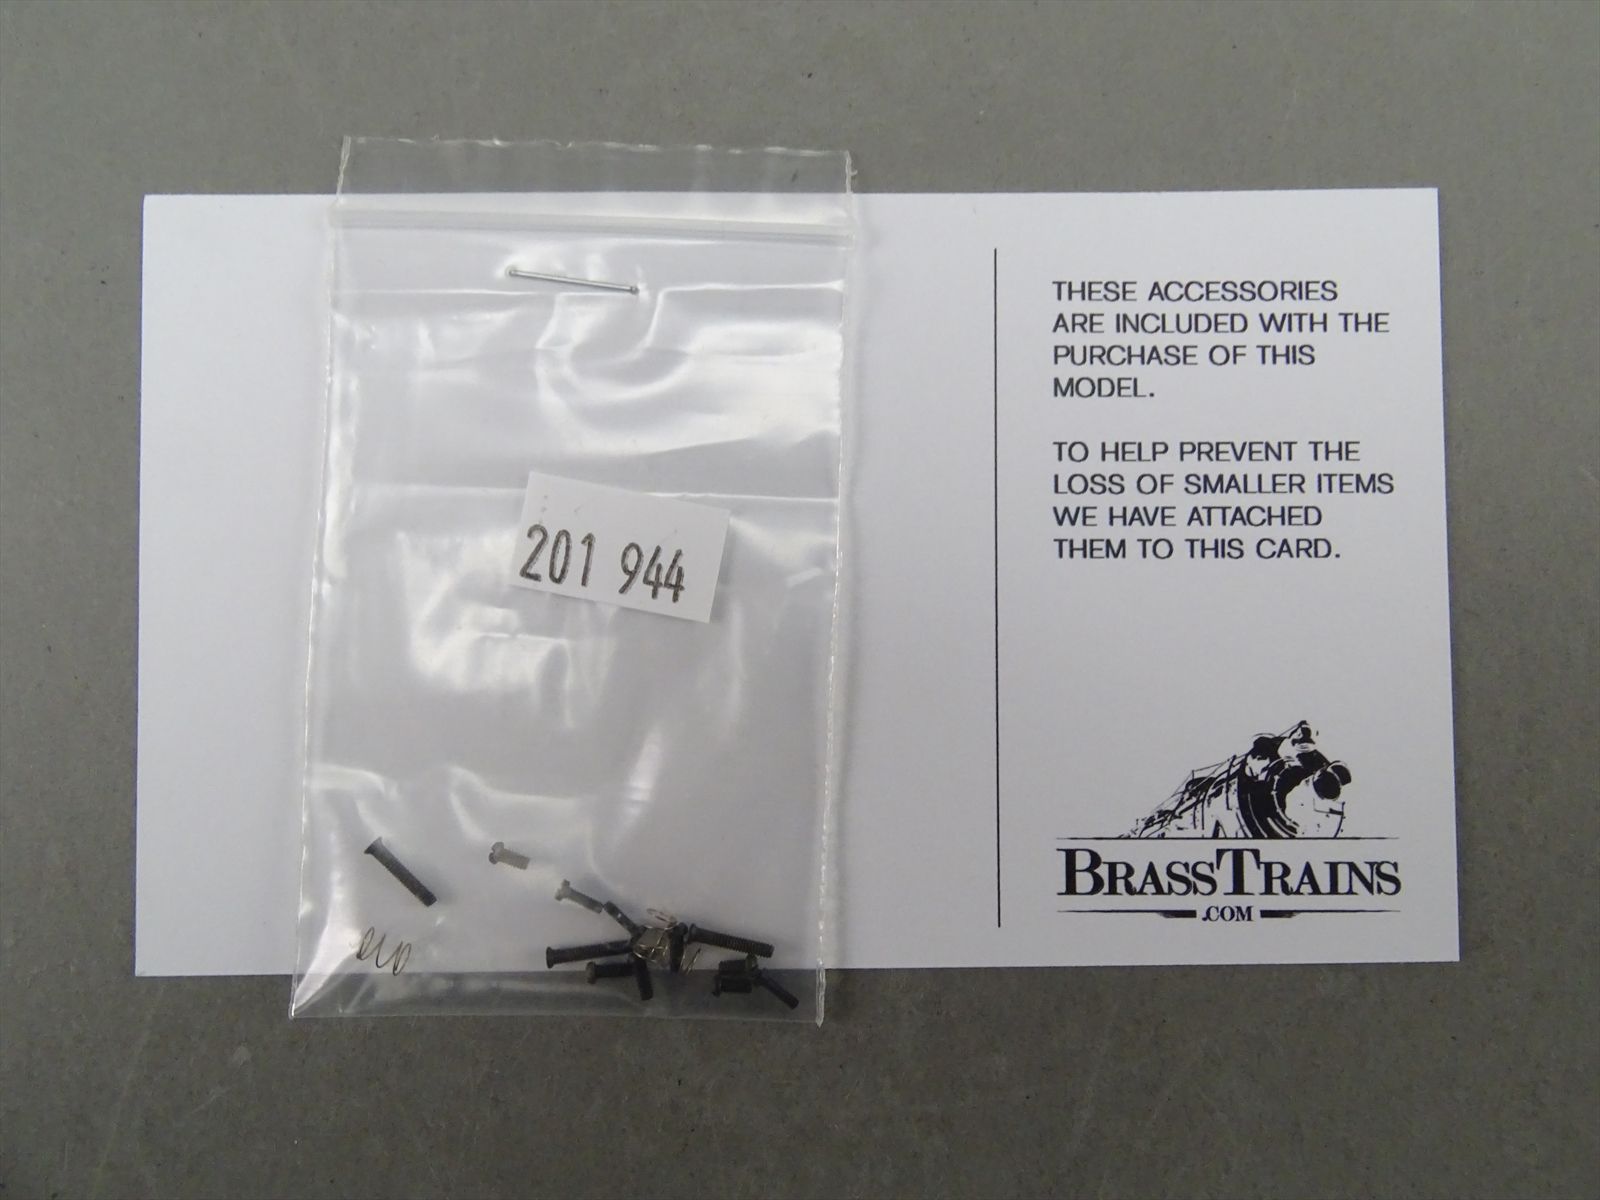 THESE ACCESSORIES
ARE INCLUDED WITH THE
PURCHASE OF THIS
MODEL.
TO HELP PREVENT THE
LOSS OF SMALLER ITEMS
WE HAVE ATTACHED
THEM TO THIS CARD.
201 944
BRASSTRAINS
.COM